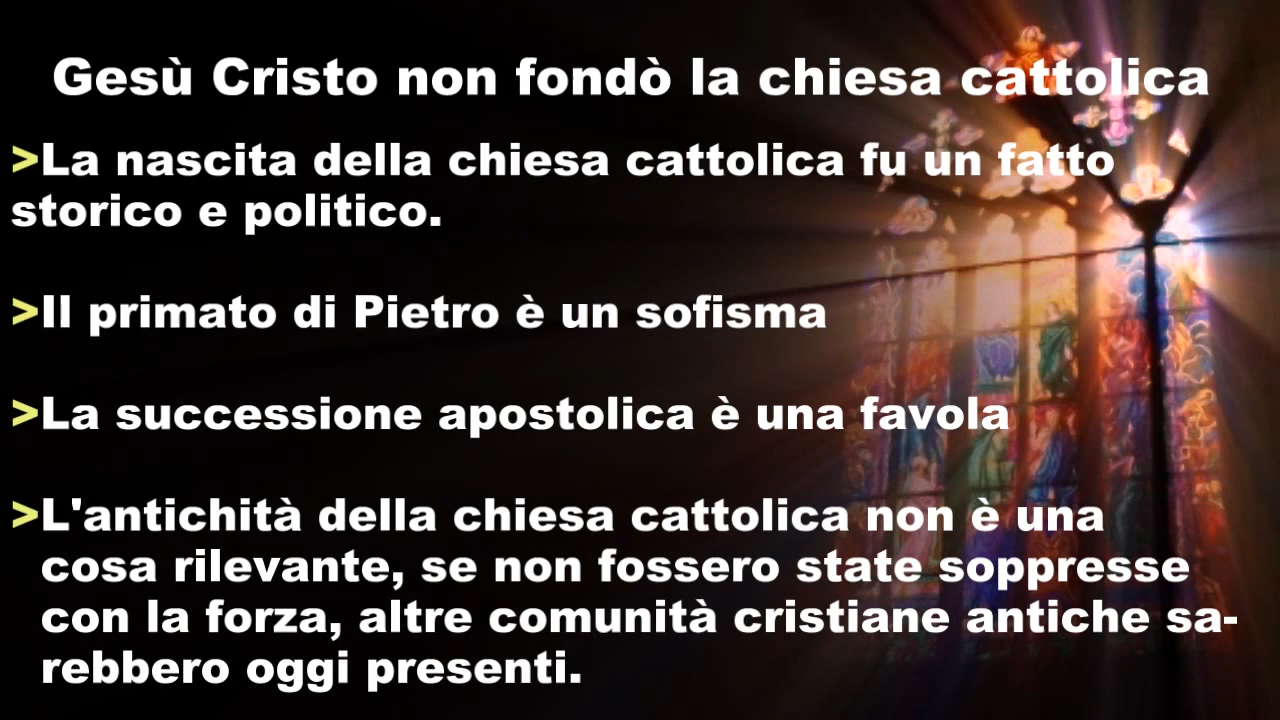 Gesù Cristo non fondò la chiesa cattolica
>La nascita della chiesa cattolica fu un fatto
storico e politico.
>Il primato di Pietro è un sofisma
>La successione apostolica è una favola
>L'antichità della chiesa cattolica non è una
cosa rilevante, se non fossero state soppresse
con la forza, altre comunità cristiane antiche sa-
rebbero oggi presenti.